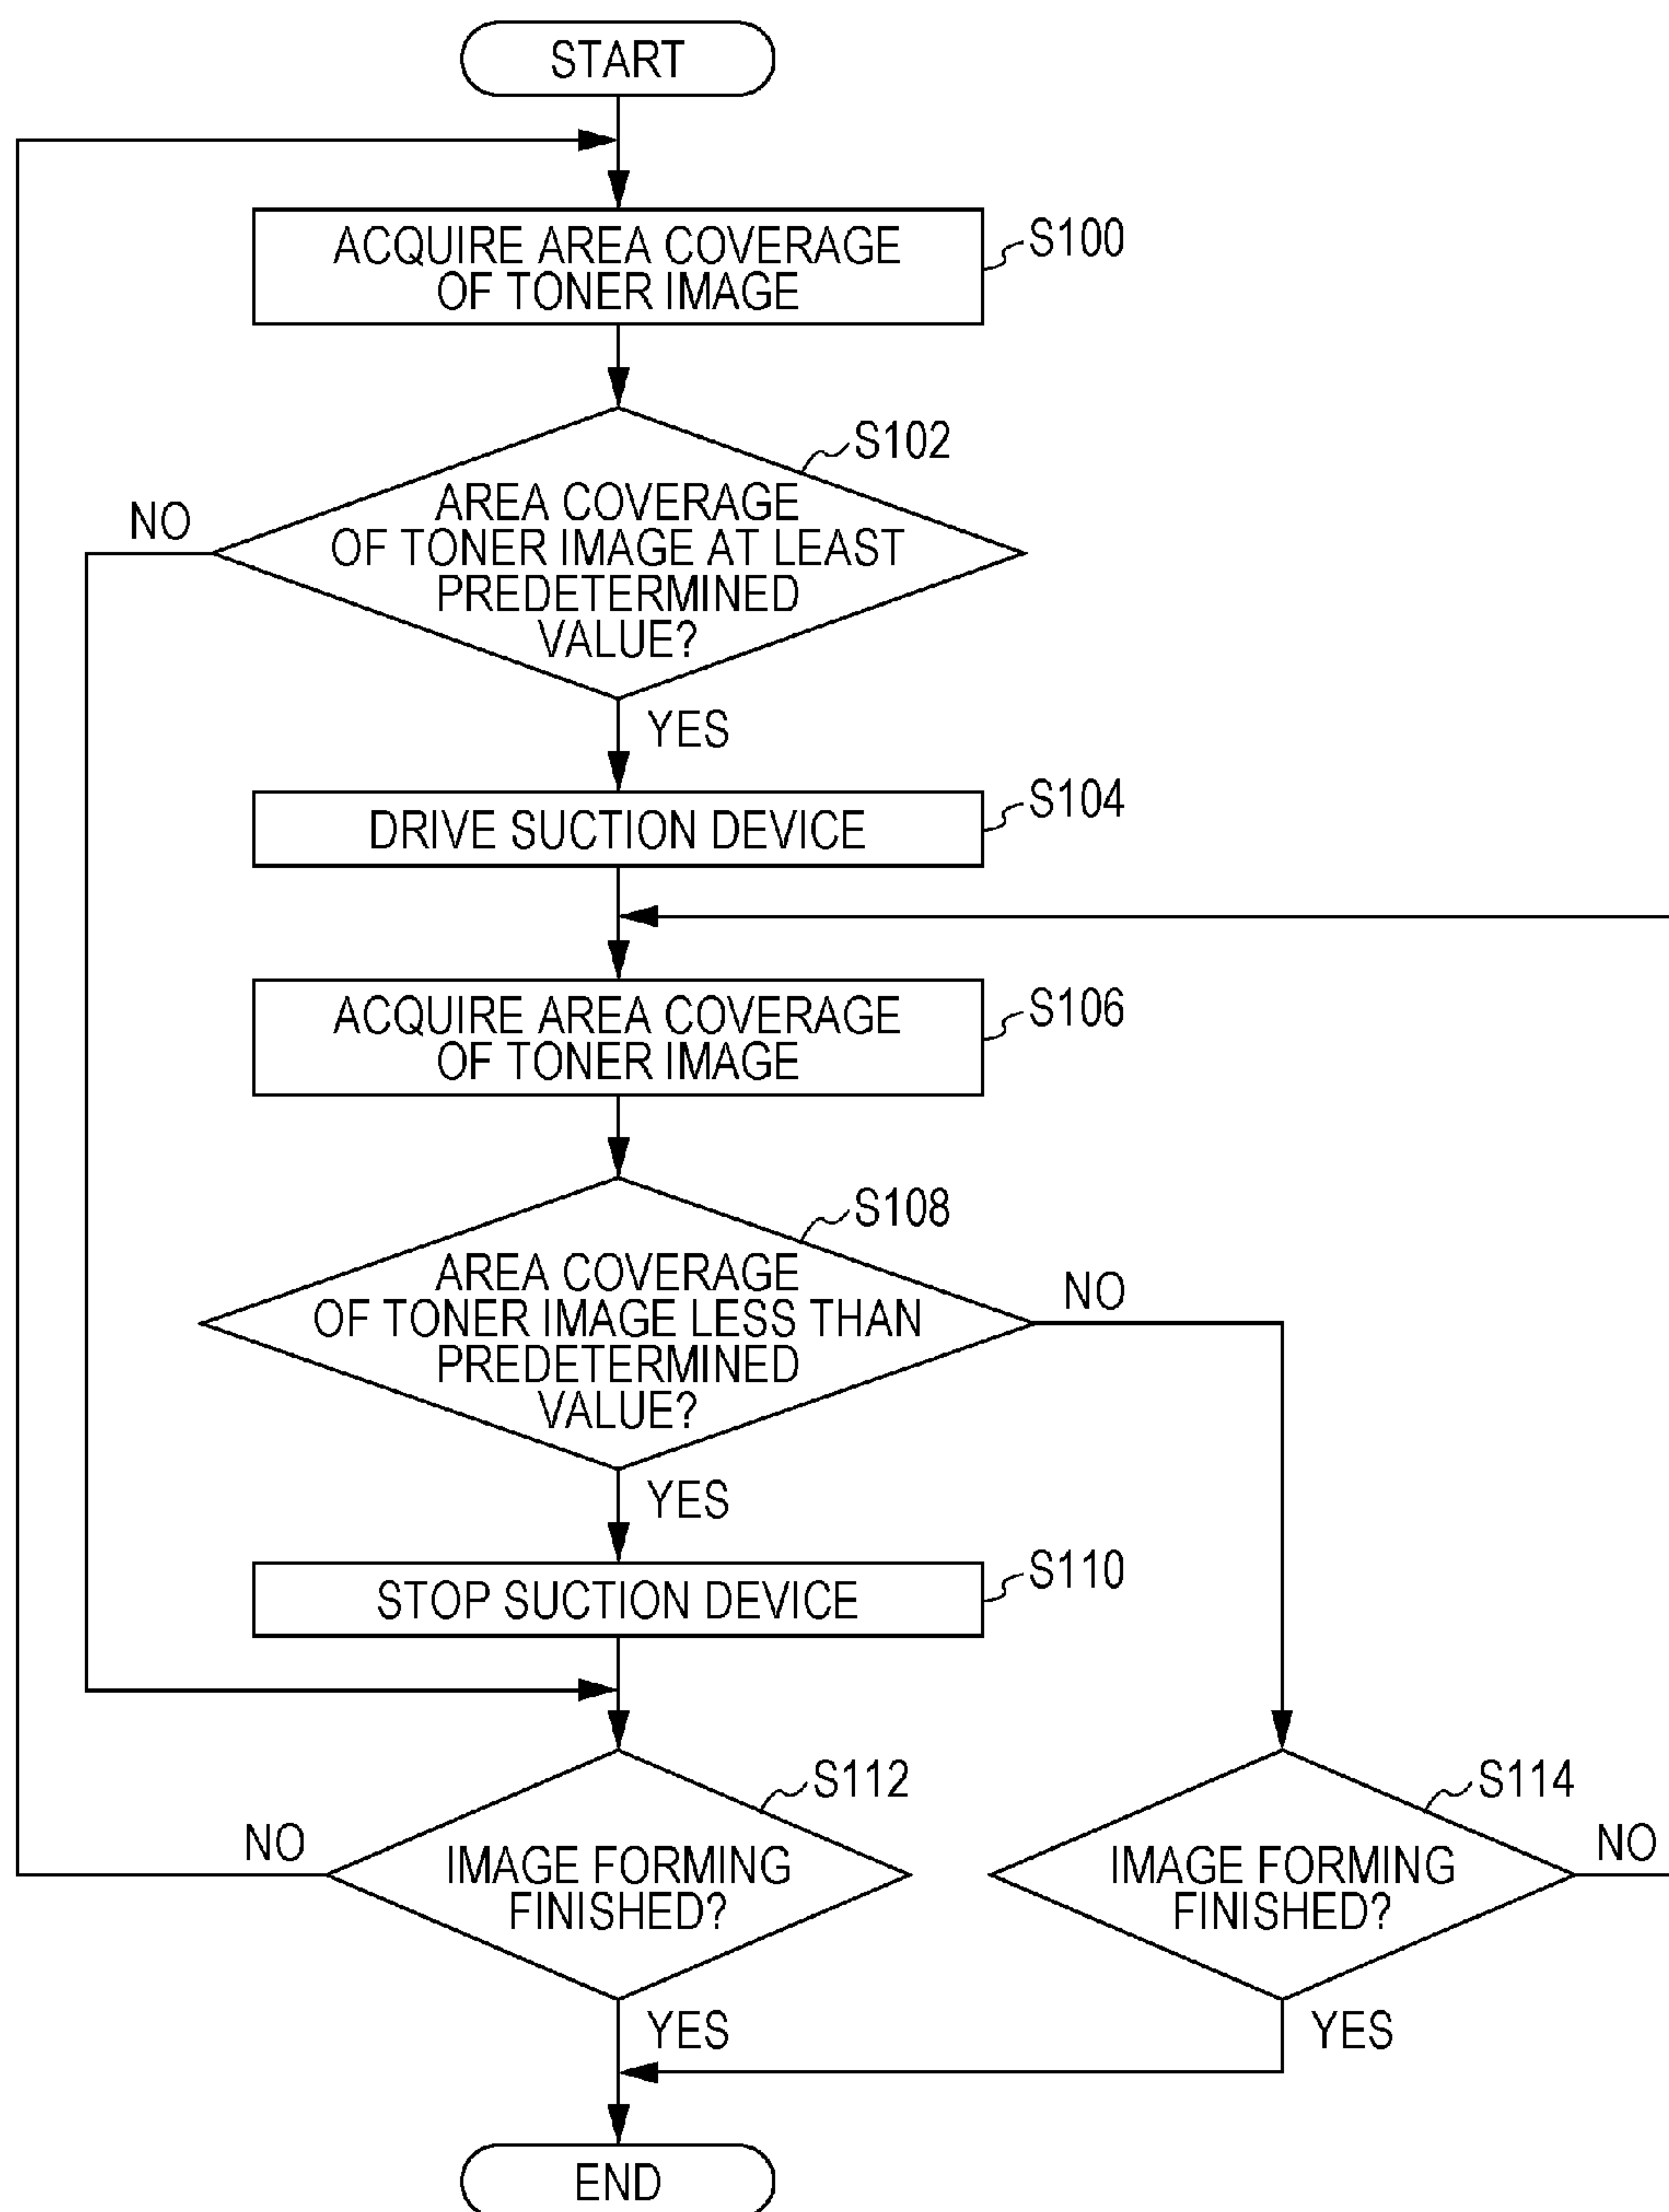 START
ACQUIRE AREA COVERAGE
OF TONER IMAGE
S100
S102
AREA COVERAGE
OF TONER IMAGE AT LEAST
PREDETERMINED
VALUE?
NO
YES
DRIVE SUCTION DEVICE
S104
ACQUIRE AREA COVERAGE
OF TONER IMAGE
S106
S108
AREA COVERAGE
OF TONER IMAGE LESS THAN
PREDETERMINED
VALUE?
NO
YES
STOP SUCTION DEVICE
S110
S112
IMAGE FORMING
FINISHED?
NO
YES
S114
IMAGE FORMING
FINISHED?
NO
YES
END